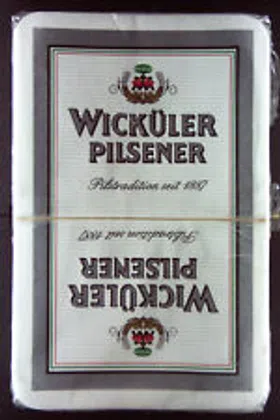 WICKÜLER
PILSENER
Pilstradition seit 1887
Pilstradition seit 1887
PILSENER
WICKÜLER